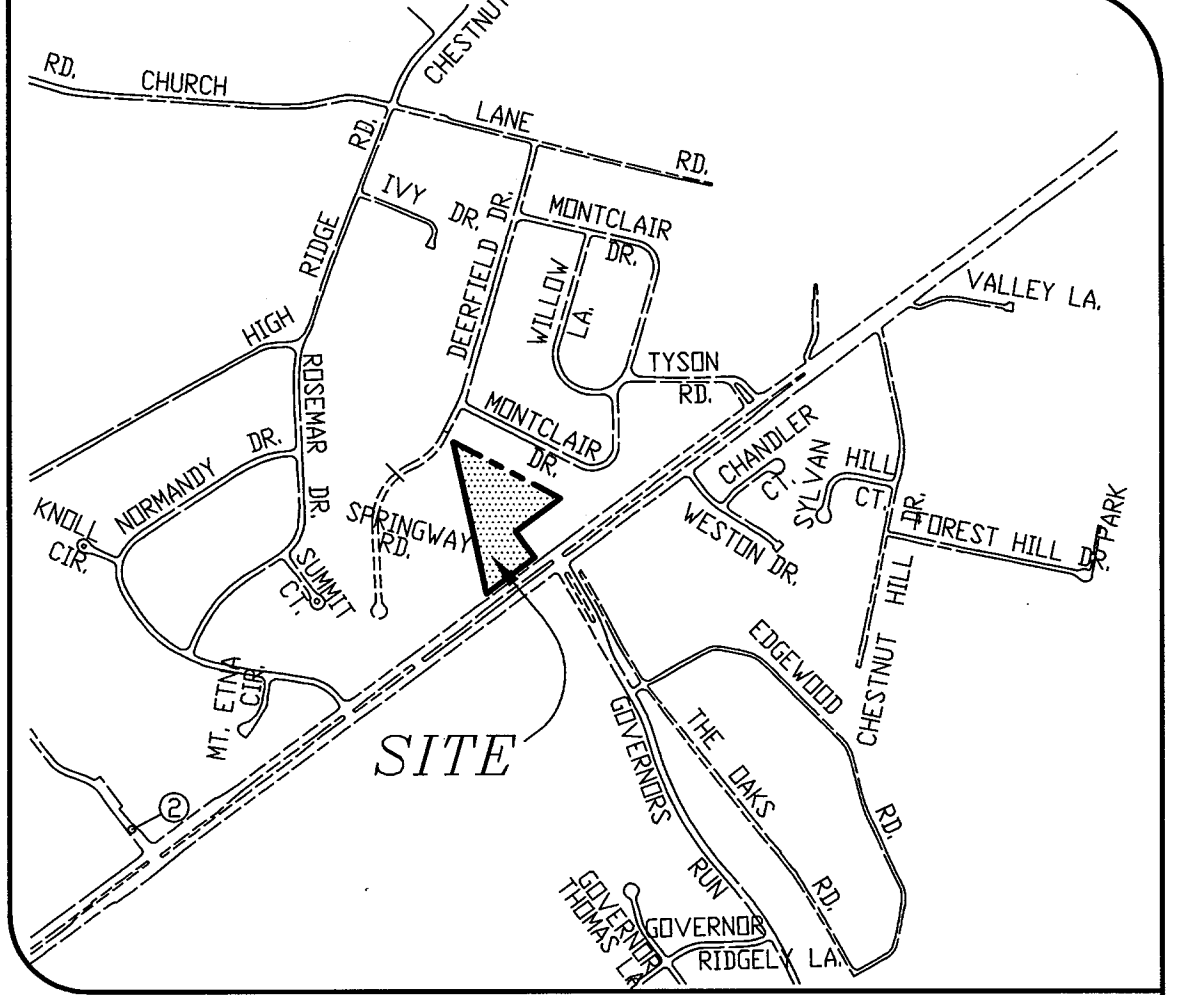 CHESTNUT
RD.
CHURCH
LANE
RD.
RD.
IVY
DR.
MONTCLAIR
DR.
RIDGE
DEERFIELD DR.
WILLOW
LA.
VALLEY LA.
HIGH
ROSEMAR
DR.
TYSON
RD.
MONTCLAIR
DR.
NORMANDY
DR.
CHANDLER
CT.
SYLVAN
HILL
CT.
DR.
KNOLL
CIR.
SPRINGWAY
RD.
WESTON DR.
FOREST HILL DR.
PARK
SUMMIT
CT.
CHESTNUT HILL
EDGEWOOD
RD.
MT. ETNA
CIR.
SITE
GOVERNORS
RUN
THE
OAKS
RD.
2
GOVERNOR
THOMAS LA.
GOVERNOR
RIDGELY LA.